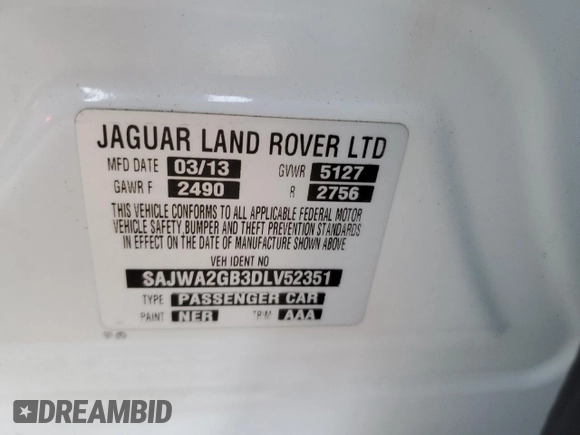 JAGUAR LAND ROVER LTD
MFD DATE 03/13 GVWR 5127
GAWR F 2490 R 2756
THIS VEHICLE CONFORMS TO ALL APPLICABLE FEDERAL MOTOR
VEHICLE SAFETY, BUMPER AND THEFT PREVENTION STANDARDS
IN EFFECT ON THE DATE OF MANUFACTURE SHOWN ABOVE
VEH IDENT NO
SAJWA2GB3DLV52351
TYPE PASSENGER CAR
PAINT NER TRIM AAA
DREAMBID